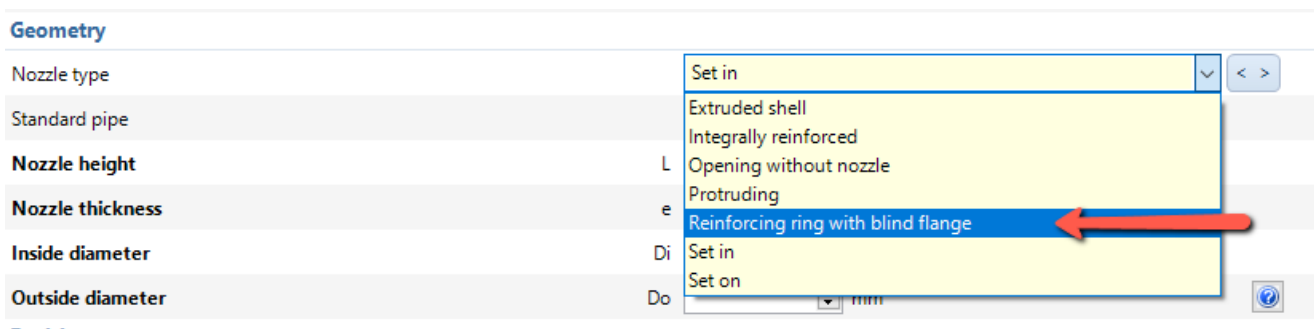 Geometry
Nozzle type Set in < >
Standard pipe Extruded shell
Integrally reinforced
Nozzle height L Opening without nozzle
Protruding
Nozzle thickness e Reinforcing ring with blind flange
Inside diameter Di Set in
Set on
Outside diameter Do mm